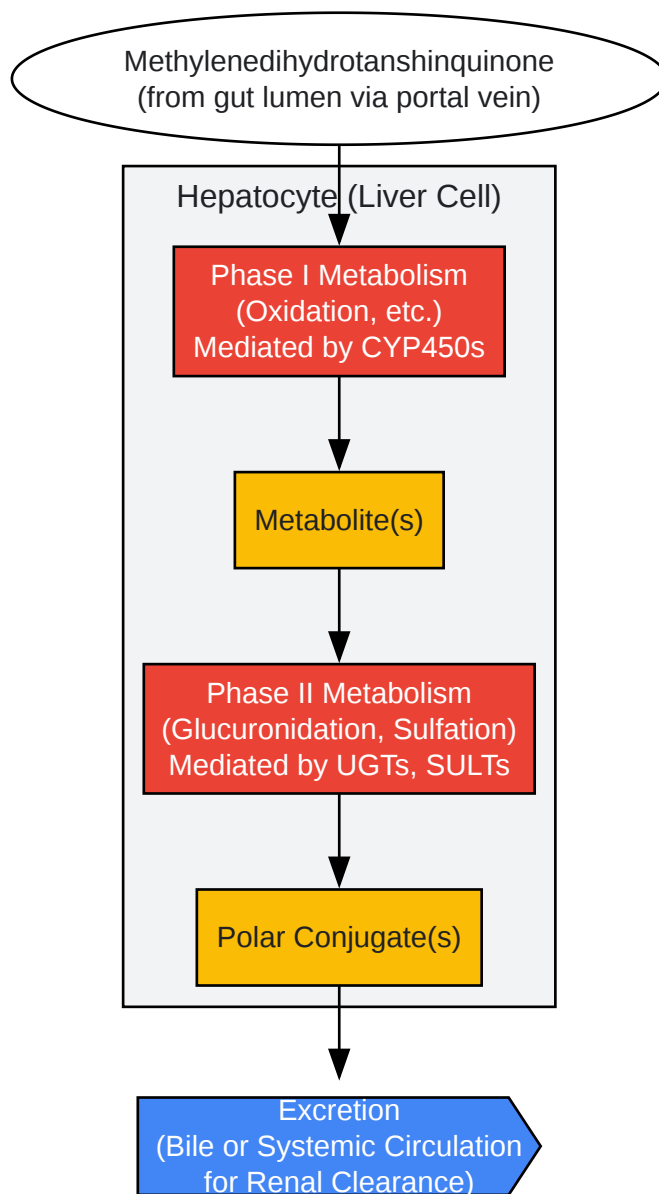 Methylenedihydrotanshinquinone
(from gut lumen via portal vein)
Hepatocyte (Liver Cell)
Phase I Metabolism
(Oxidation, etc.)
Mediated by CYP450s
Metabolite(s)
Phase II Metabolism
(Glucuronidation, Sulfation)
Mediated by UGTs, SULTs
Polar Conjugate(s)
Excretion
(Bile or Systemic Circulation
for Renal Clearance)